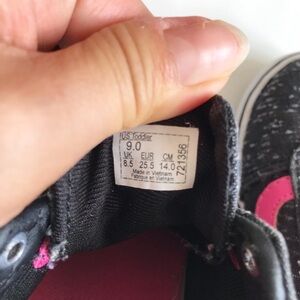 US Toddler
9.0
UK EUR CM
8.5 25.5 14.0
Made in Vietnam
Fabriqué en Vietnam
721356